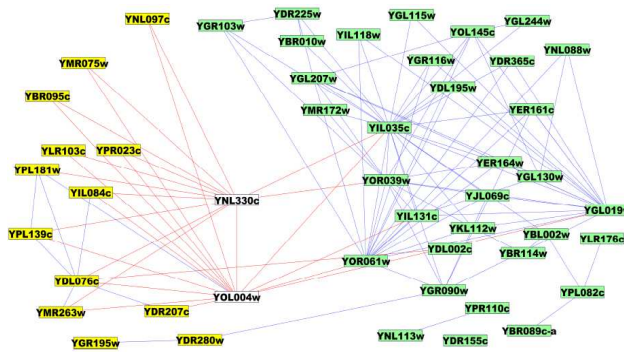 YNL097c
YGR103w
YDR225w
YGL115w
YGL244w
YBR010w
YIL118w
YOL145c
YNL088w
YMR075w
YGR116w
YDR365c
YGL207w
YBR095c
YDL195w
YMR172w
YER161c
YIL035c
YLR103c
YPR023c
YER164w
YPL181w
YOR039w
YGL130w
YIL084c
YNL330c
YJL069c
YIL131c
YGL019w
YKL112w
YPL139c
YBL002w
YLR176c
YDL002c
YBR114w
YOR061w
YDL076c
YGR090w
YPL082c
YOL004w
YMR263w
YDR207c
YPR110c
YGR195w
YDR280w
YNL113w
YDR155c
YBR089c-a